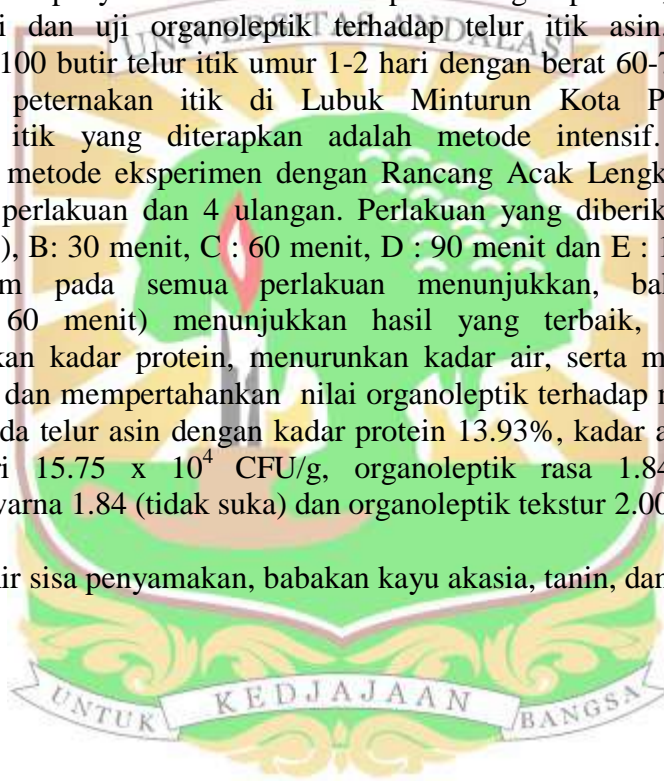 i dan uji organoleptik terhadap telur itik asin.
UNIVERSITAS ANDALAS
100 butir telur itik umur 1-2 hari dengan berat 60-7
peternakan itik di Lubuk Minturun Kota P
itik yang diterapkan adalah metode intensif.
metode eksperimen dengan Rancang Acak Lengk
perlakuan dan 4 ulangan. Perlakuan yang diberik
), B: 30 menit, C : 60 menit, D : 90 menit dan E : 1
m pada semua perlakuan menunjukkan, bah
60 menit) menunjukkan hasil yang terbaik,
kan kadar protein, menurunkan kadar air, serta m
dan mempertahankan nilai organoleptik terhadap r
da telur asin dengan kadar protein 13.93%, kadar a
ri 15.75 x 10⁴ CFU/g, organoleptik rasa 1.84
warna 1.84 (tidak suka) dan organoleptik tekstur 2.00
ir sisa penyamakan, babakan kayu akasia, tanin, dan
UNTUK KEDJAJAAN BANGSA